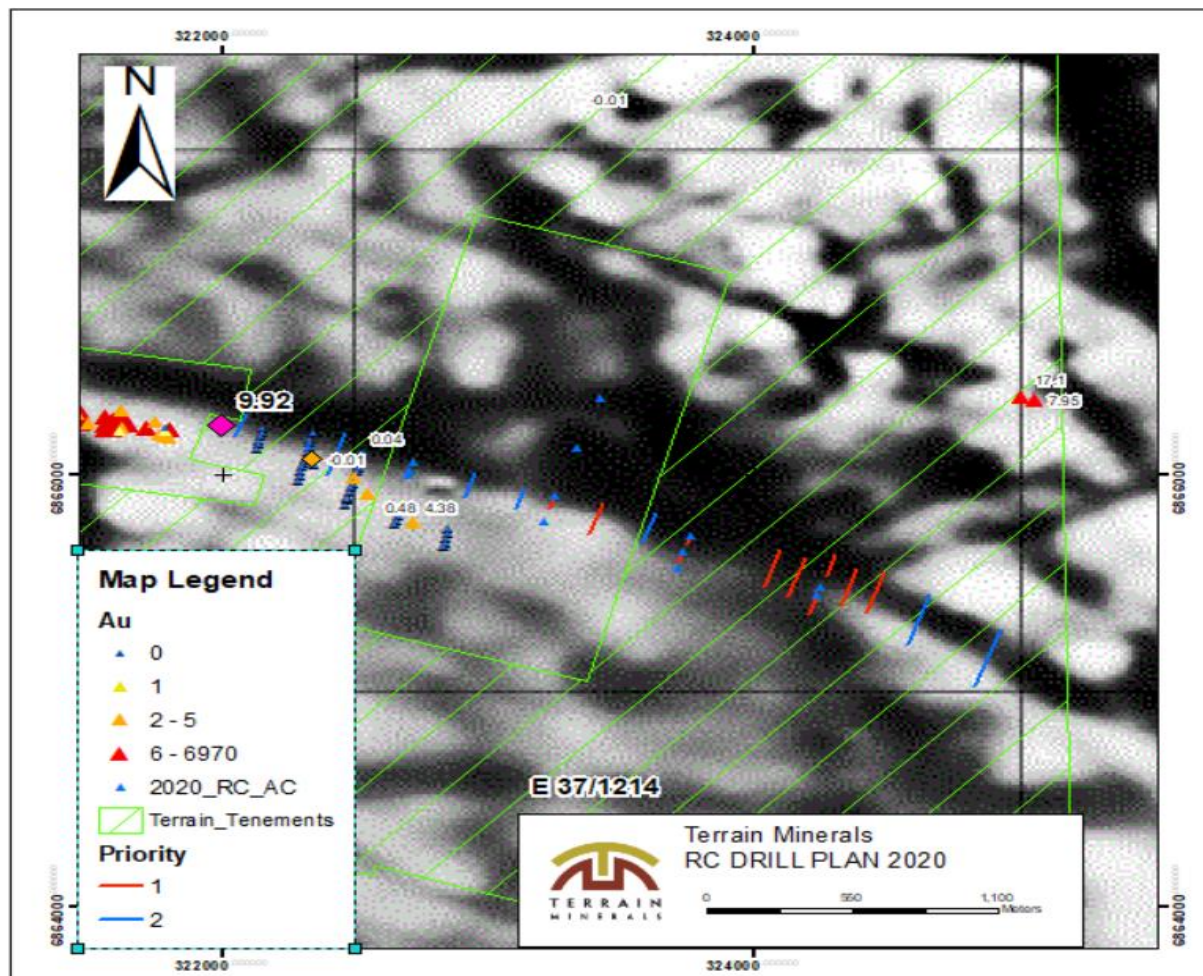 322000
324000
N
-0.01
17.1
7.95
9.92
0.04
-0.01
0.48 4.38
6866000
6866000
Map Legend
Au
0
1
2 - 5
6 - 6970
2020_RC_AC
Terrain_Tenements
Priority
1
2
E 37/1214
TERRAIN
MINERALS
Terrain Minerals
RC DRILL PLAN 2020
0 550 1,100
Meters
6864000
6864000
322000
324000